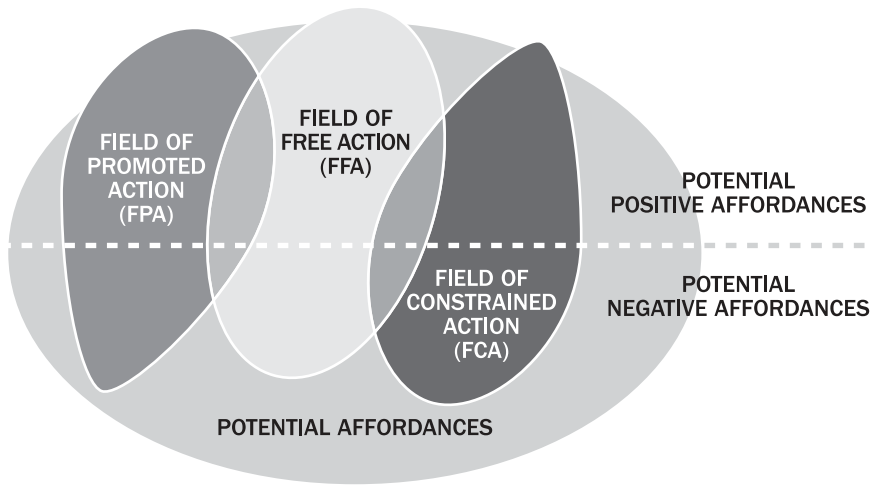 FIELD OF
PROMOTED
ACTION
(FPA)
FIELD OF
FREE ACTION
(FFA)
FIELD OF
CONSTRAINED
ACTION
(FCA)
POTENTIAL
POSITIVE AFFORDANCES
POTENTIAL
NEGATIVE AFFORDANCES
POTENTIAL AFFORDANCES